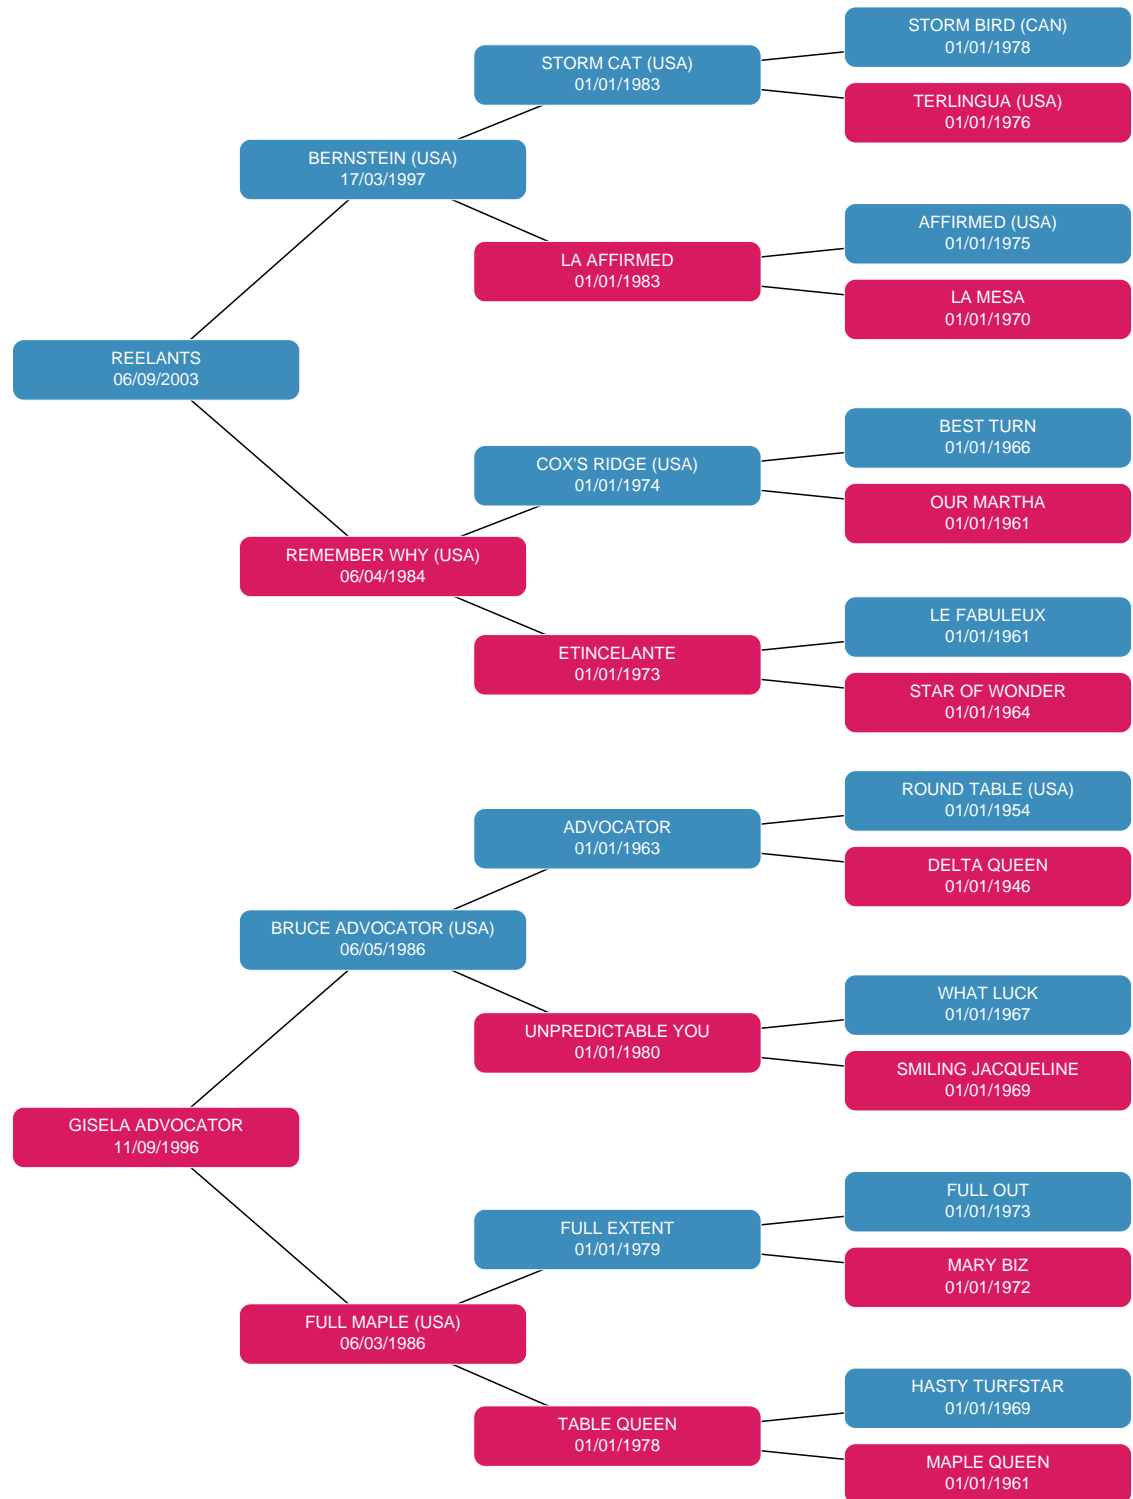 STORM BIRD (CAN)
01/01/1978
STORM CAT (USA)
01/01/1983
TERLINGUA (USA)
01/01/1976
BERNSTEIN (USA)
17/03/1997
AFFIRMED (USA)
01/01/1975
LA AFFIRMED
01/01/1983
LA MESA
01/01/1970
REELANTS
06/09/2003
BEST TURN
01/01/1966
COX'S RIDGE (USA)
01/01/1974
OUR MARTHA
01/01/1961
REMEMBER WHY (USA)
06/04/1984
LE FABULEUX
01/01/1961
ETINCELANTE
01/01/1973
STAR OF WONDER
01/01/1964
ROUND TABLE (USA)
01/01/1954
ADVOCATOR
01/01/1963
DELTA QUEEN
01/01/1946
BRUCE ADVOCATOR (USA)
06/05/1986
WHAT LUCK
01/01/1967
UNPREDICTABLE YOU
01/01/1980
SMILING JACQUELINE
01/01/1969
GISELA ADVOCATOR
11/09/1996
FULL OUT
01/01/1973
FULL EXTENT
01/01/1979
MARY BIZ
01/01/1972
FULL MAPLE (USA)
06/03/1986
HASTY TURFSTAR
01/01/1969
TABLE QUEEN
01/01/1978
MAPLE QUEEN
01/01/1961